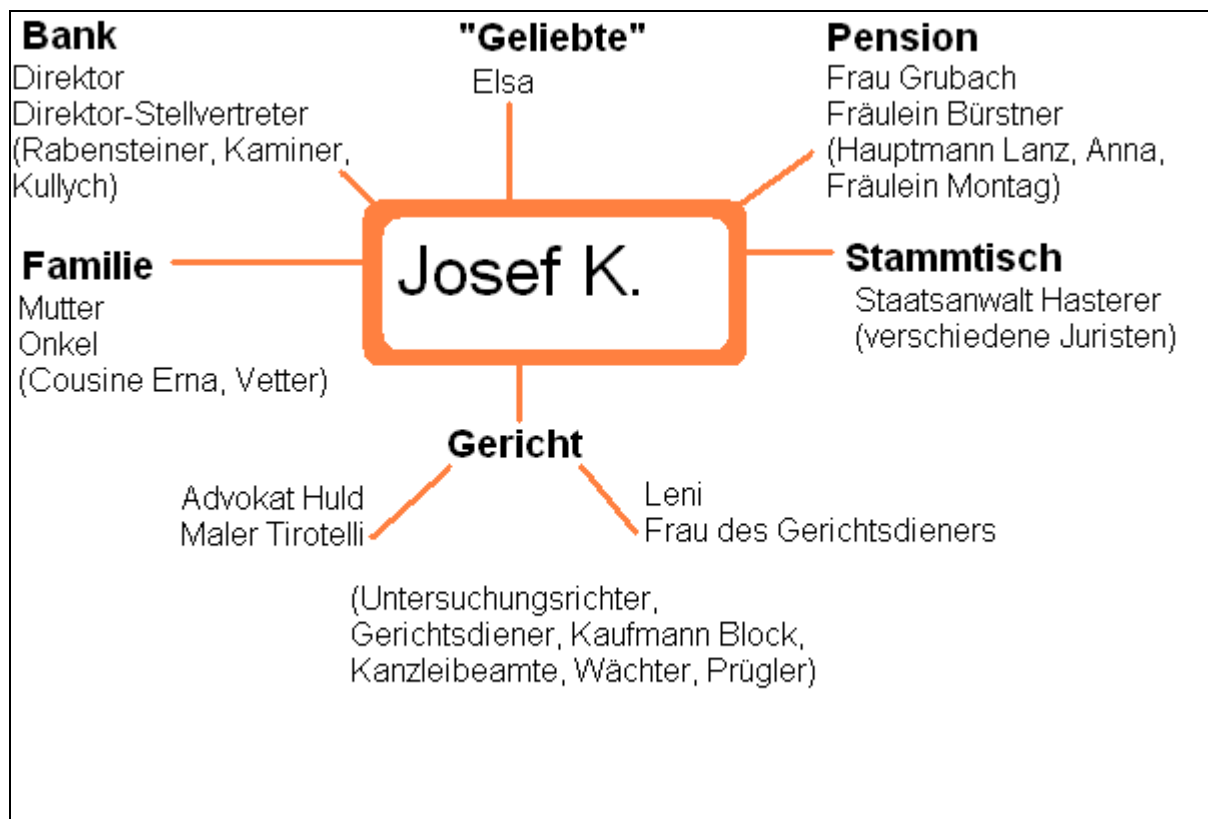 Bank
Direktor
Direktor-Stellvertreter
(Rabensteiner, Kaminer,
Kullych)
"Geliebte"
Elsa
Pension
Frau Grubach
Fräulein Bürstner
(Hauptmann Lanz, Anna,
Fräulein Montag)
Familie
Mutter
Onkel
(Cousine Erna, Vetter)
Josef K.
Stammtisch
Staatsanwalt Hasterer
(verschiedene Juristen)
Gericht
Advokat Huld
Maler Tirotelli
Leni
Frau des Gerichtsdieners
(Untersuchungsrichter,
Gerichtsdiener, Kaufmann Block,
Kanzleibeamte, Wächter, Prügler)